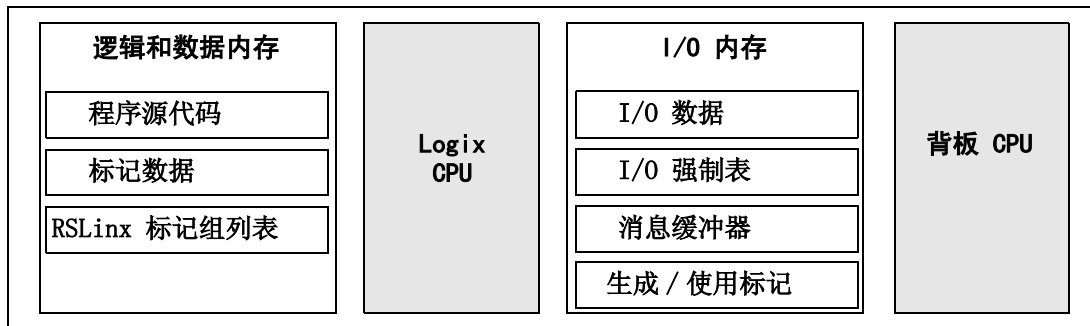 逻辑和数据内存
程序源代码
标记数据
RSLinx 标记组列表
Logix
CPU
I/O 内存
I/O 数据
I/O 强制表
消息缓冲器
生成 / 使用标记
背板 CPU